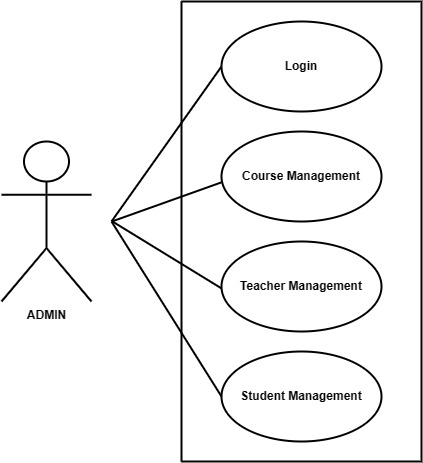 Login
Course Management
Teacher Management
ADMIN
Student Management